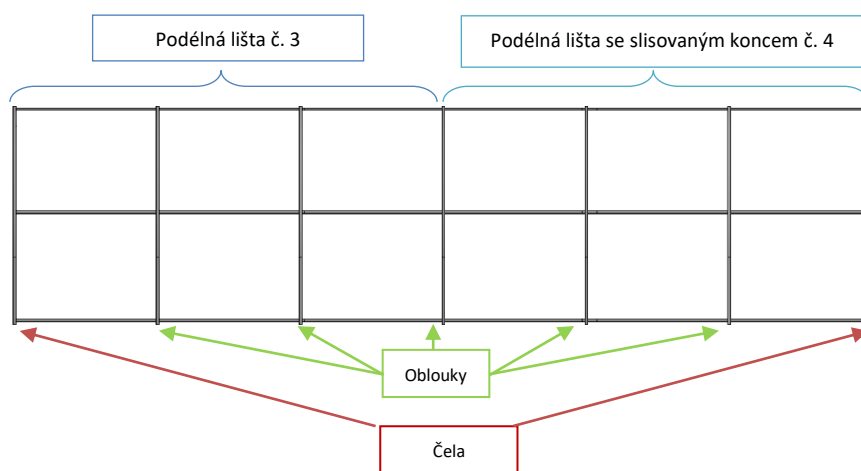 Podélná lišta č. 3
Podélná lišta se slisovaným koncem č. 4
Oblouky
Čela